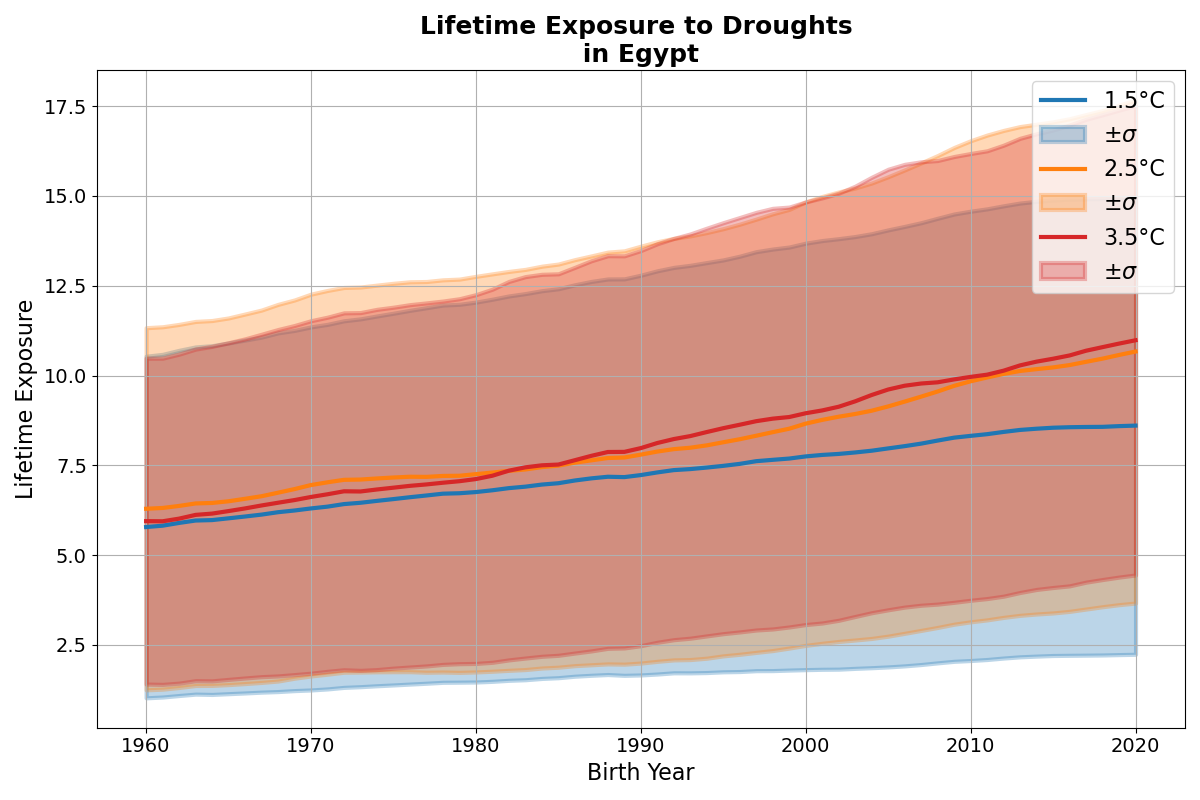 Lifetime Exposure to Droughts
in Egypt
Lifetime Exposure
17.5
15.0
12.5
10.0
7.5
5.0
2.5
1.5°C
±σ
2.5°C
±σ
3.5°C
±σ
1960
1970
1980
1990
2000
2010
2020
Birth Year